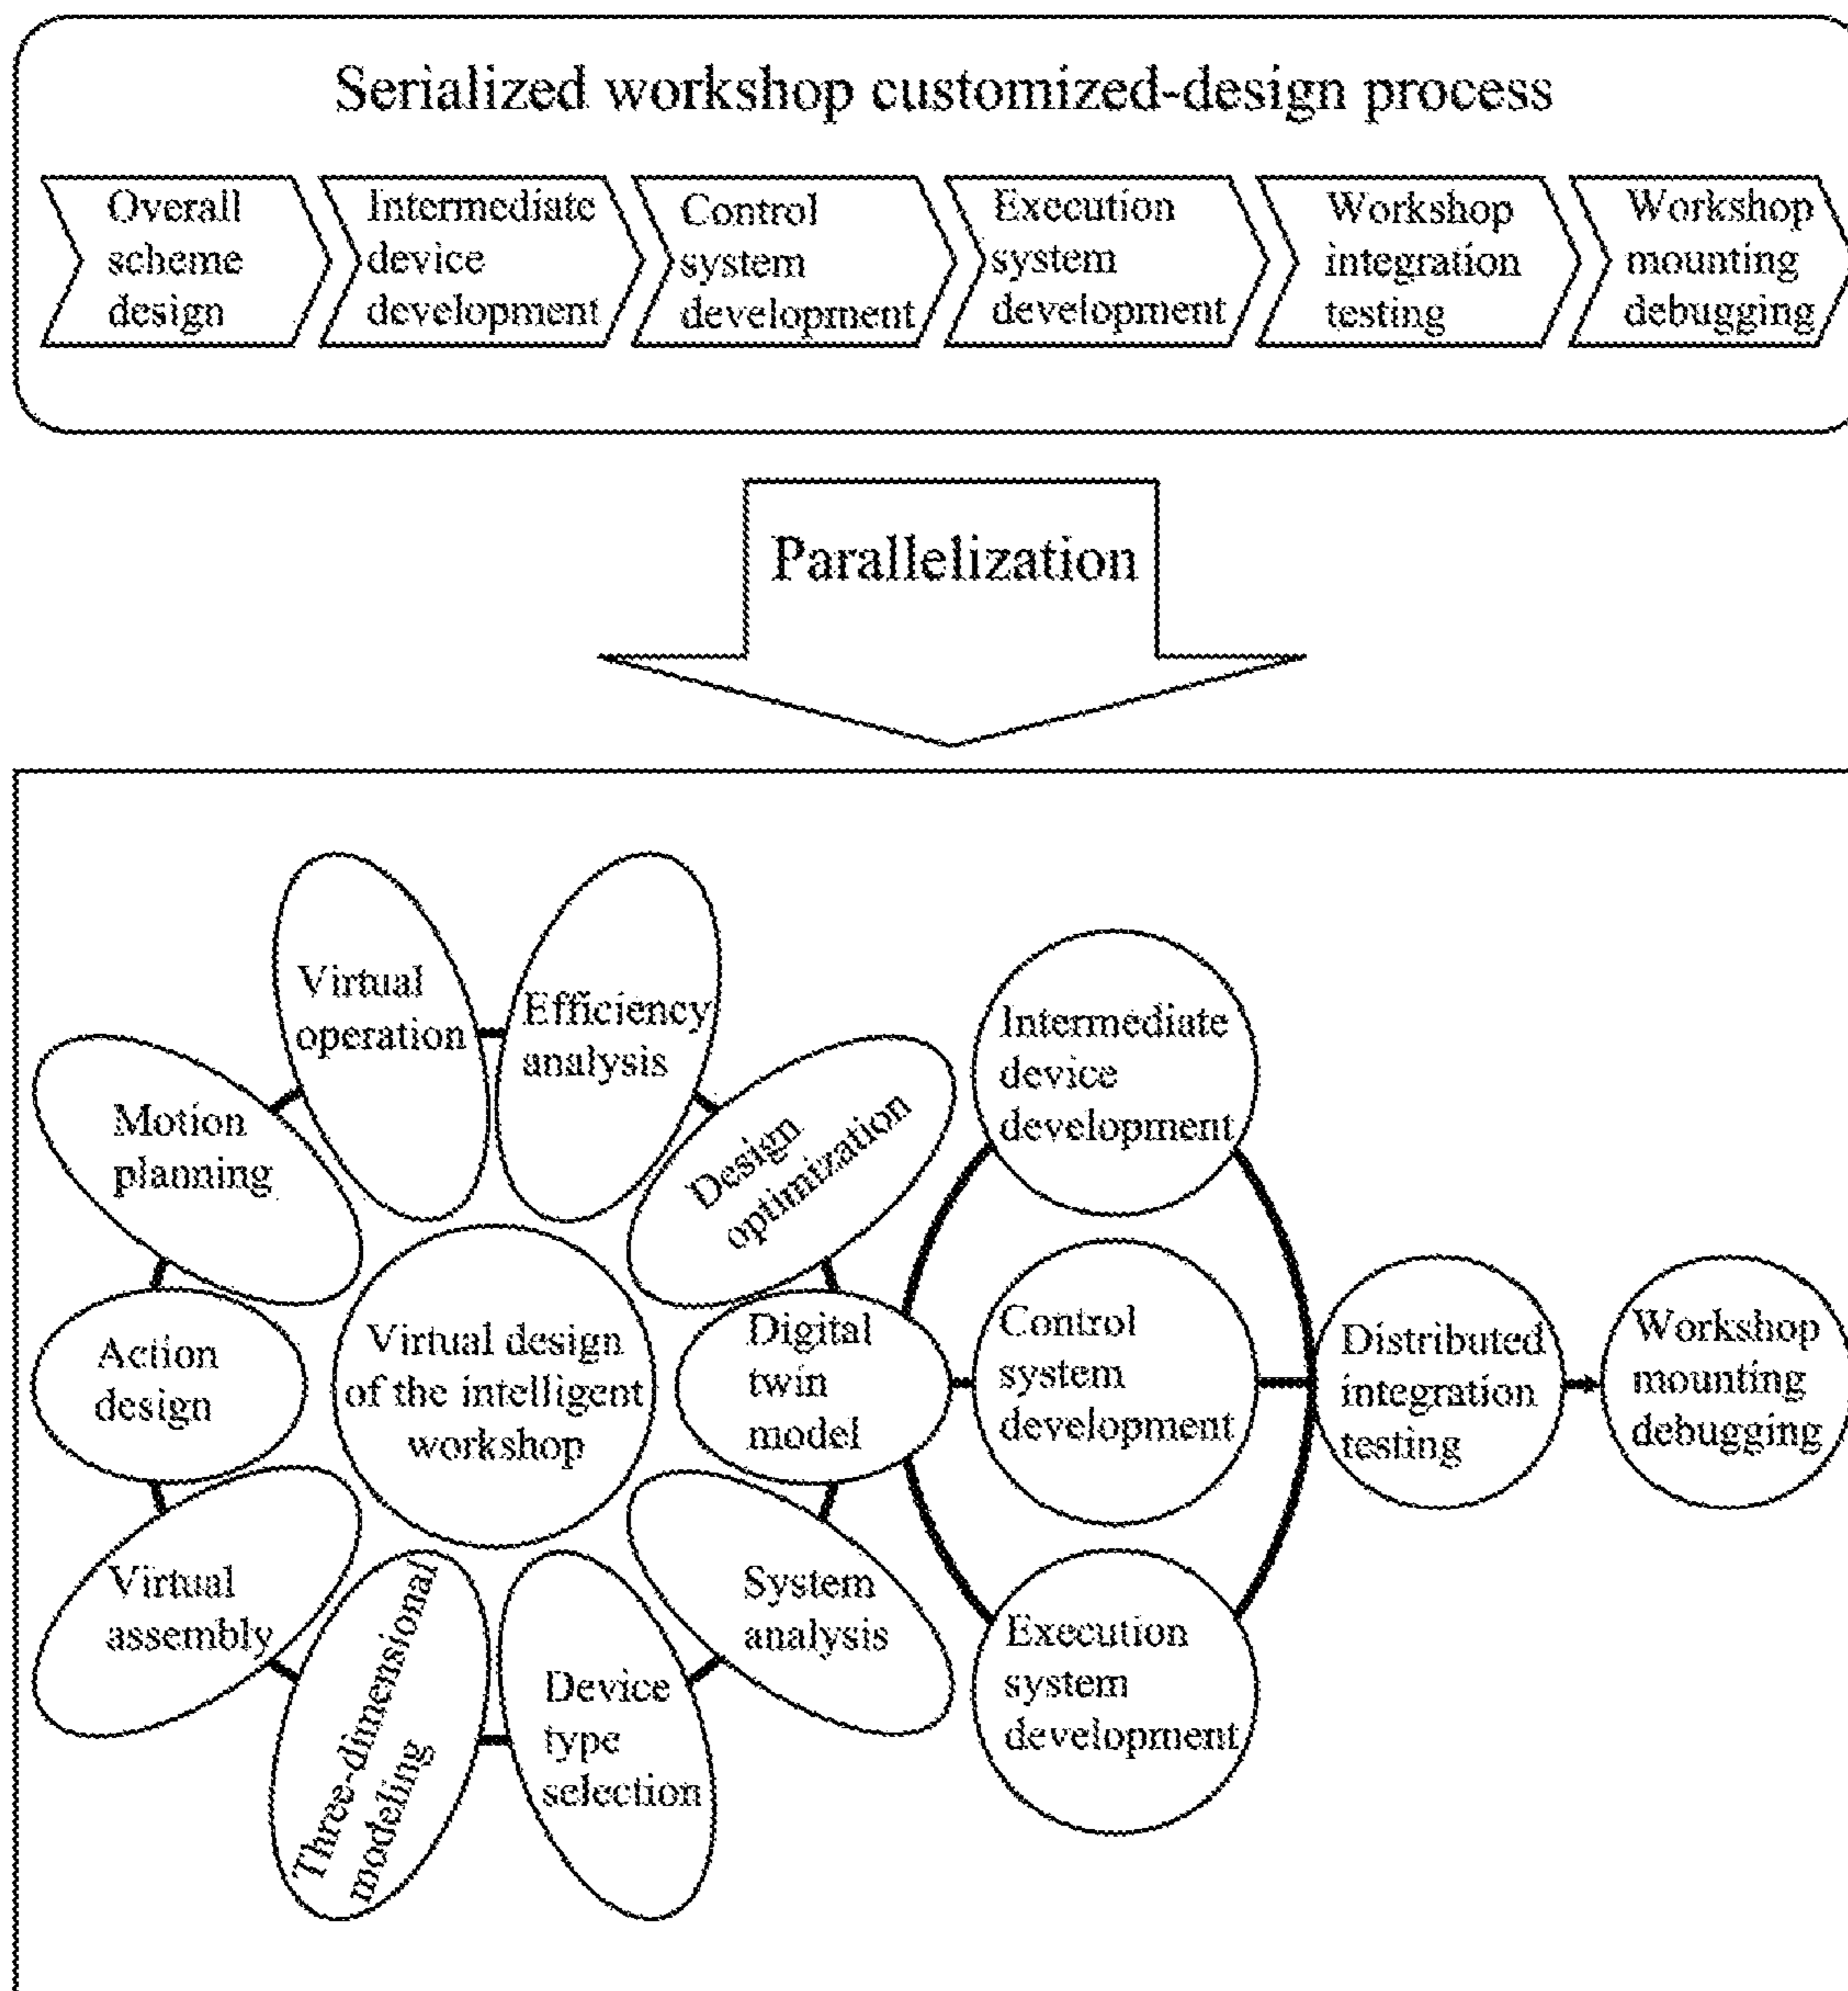 Serialized workshop customized-design process
Overall
scheme
design
Intermediate
device
development
Control
system
development
Execution
system
development
Workshop
integration
testing
Workshop
mounting
debugging
Parallelization
Virtual
operation
Efficiency
analysis
Motion
planning
Design
optimization
Action
design
Virtual design
of the intelligent
workshop
Digital
twin
model
Virtual
assembly
Three-dimensional
modeling
Device
type
selection
System
analysis
Intermediate
device
development
Control
system
development
Execution
system
development
Distributed
integration
testing
Workshop
mounting
debugging